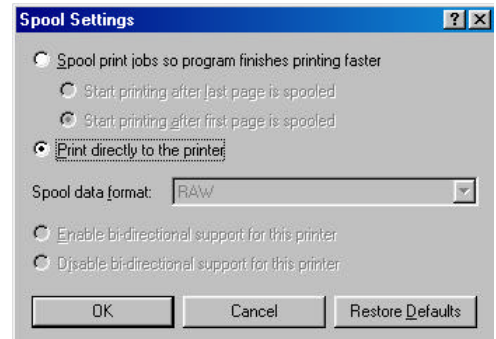 Spool Settings
Spool print jobs so program finishes printing faster
Start printing after last page is spooled
Start printing after first page is spooled
Print directly to the printer
Spool data format: RAW
Enable bi-directional support for this printer
Disable bi-directional support for this printer
OK Cancel Restore Defaults